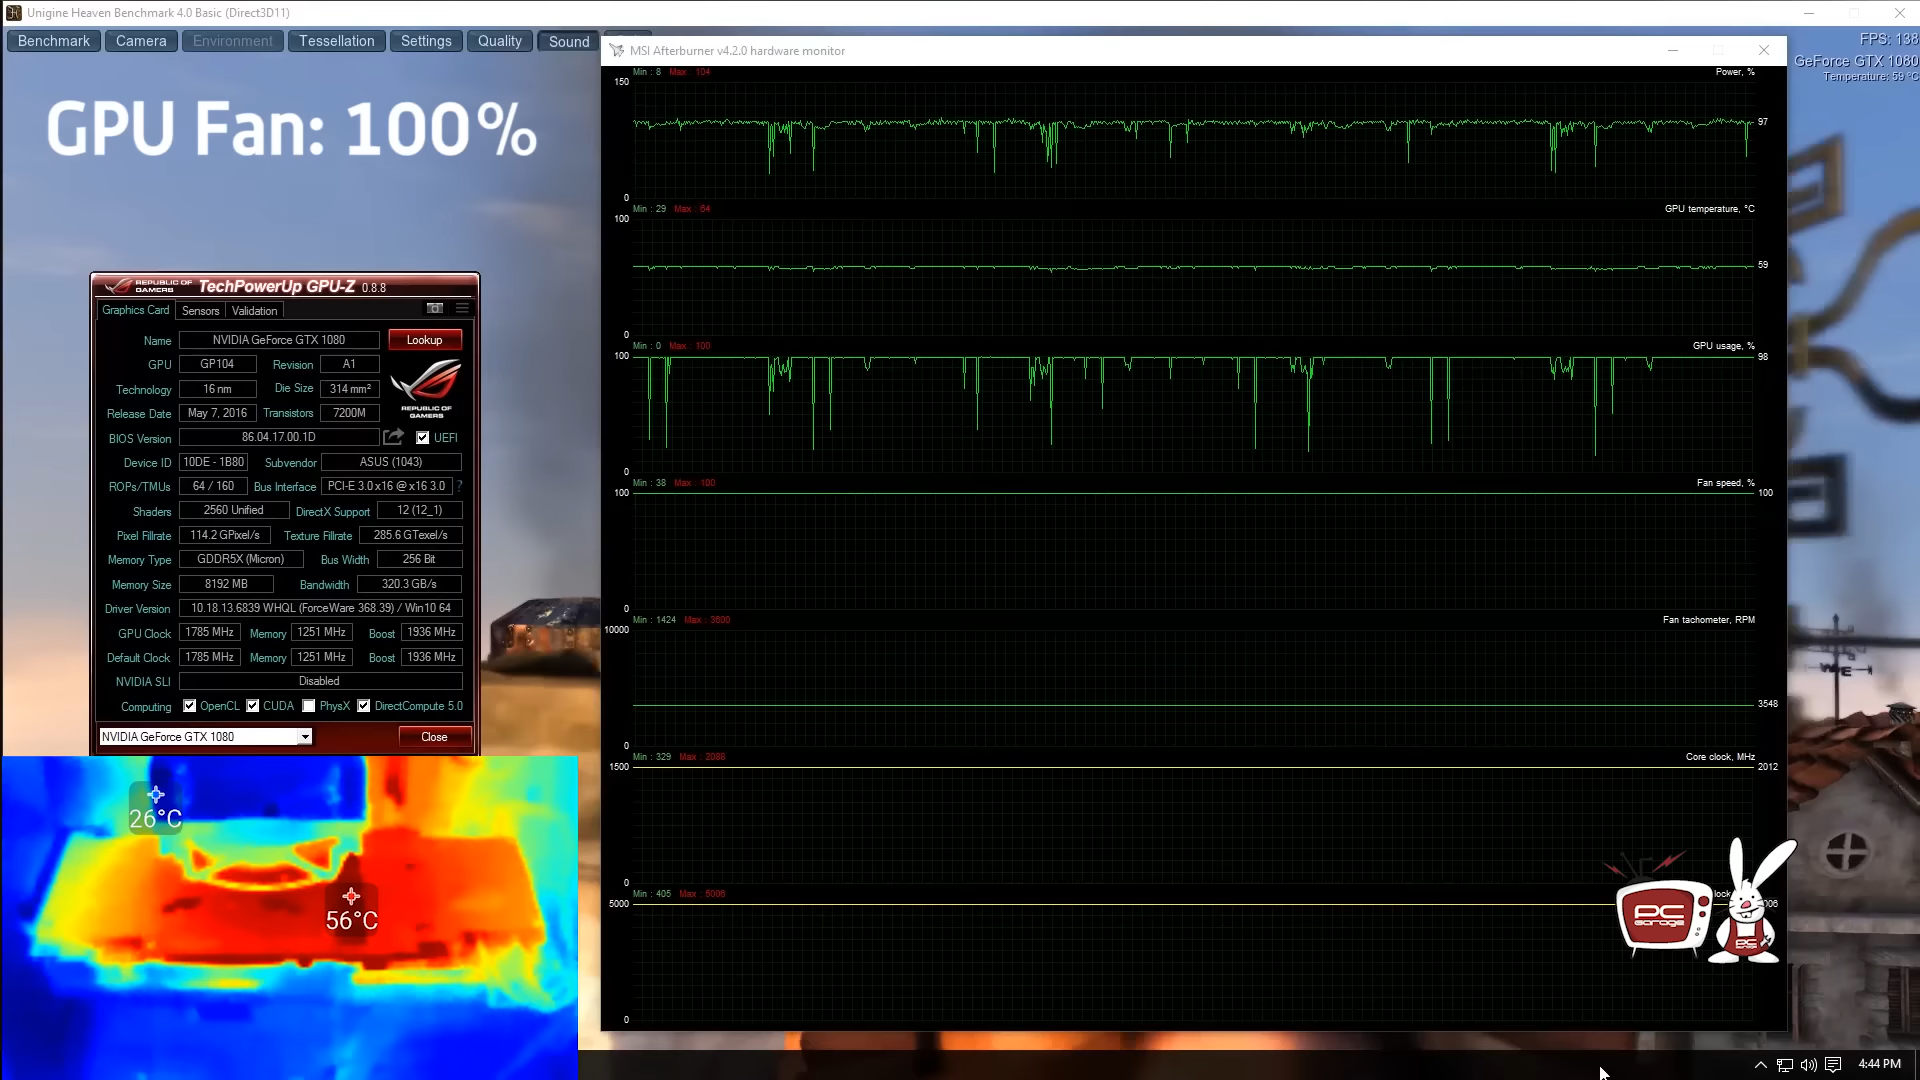 Unigine Heaven Benchmark 4.0 Basic (Direct3D11)
Benchmark Camera Environment Tessellation Settings Quality Sound
FPS: 138
GeForce GTX 1080
Temperature: 59 °C
GPU Fan: 100%
MSI Afterburner v4.2.0 hardware monitor
Min : 8 Max : 104 Power, %
150
97
0
Min : 29 Max : 64 GPU temperature, °C
100
59
0
Min : 0 Max : 100 GPU usage, %
100 98
0
Min : 38 Max : 100 Fan speed, %
100 100
0
Min : 1424 Max : 3600 Fan tachometer, RPM
10000
3548
0
Min : 329 Max : 2088 Core clock, MHz
1500 2012
0
Min : 405 Max : 5006
5000
0
REPUBLIC OF GAMERS TechPowerUp GPU-Z 0.8.8
Graphics Card Sensors Validation
Name NVIDIA GeForce GTX 1080 Lookup
GPU GP104 Revision A1
Technology 16 nm Die Size 314 mm²
Release Date May 7, 2016 Transistors 7200M
REPUBLIC OF GAMERS
BIOS Version 86.04.17.00.1D UEFI
Device ID 10DE - 1B80 Subvendor ASUS (1043)
ROPs/TMUs 64 / 160 Bus Interface PCI-E 3.0 x16 @ x16 3.0 ?
Shaders 2560 Unified DirectX Support 12 (12_1)
Pixel Fillrate 114.2 GPixel/s Texture Fillrate 285.6 GTexel/s
Memory Type GDDR5X (Micron) Bus Width 256 Bit
Memory Size 8192 MB Bandwidth 320.3 GB/s
Driver Version 10.18.13.6839 WHQL (ForceWare 368.39) / Win10 64
GPU Clock 1785 MHz Memory 1251 MHz Boost 1936 MHz
Default Clock 1785 MHz Memory 1251 MHz Boost 1936 MHz
NVIDIA SLI Disabled
Computing OpenCL CUDA PhysX DirectCompute 5.0
NVIDIA GeForce GTX 1080 Close
26°C
56°C
PC garage
PC
4:44 PM